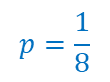 p = 1/8